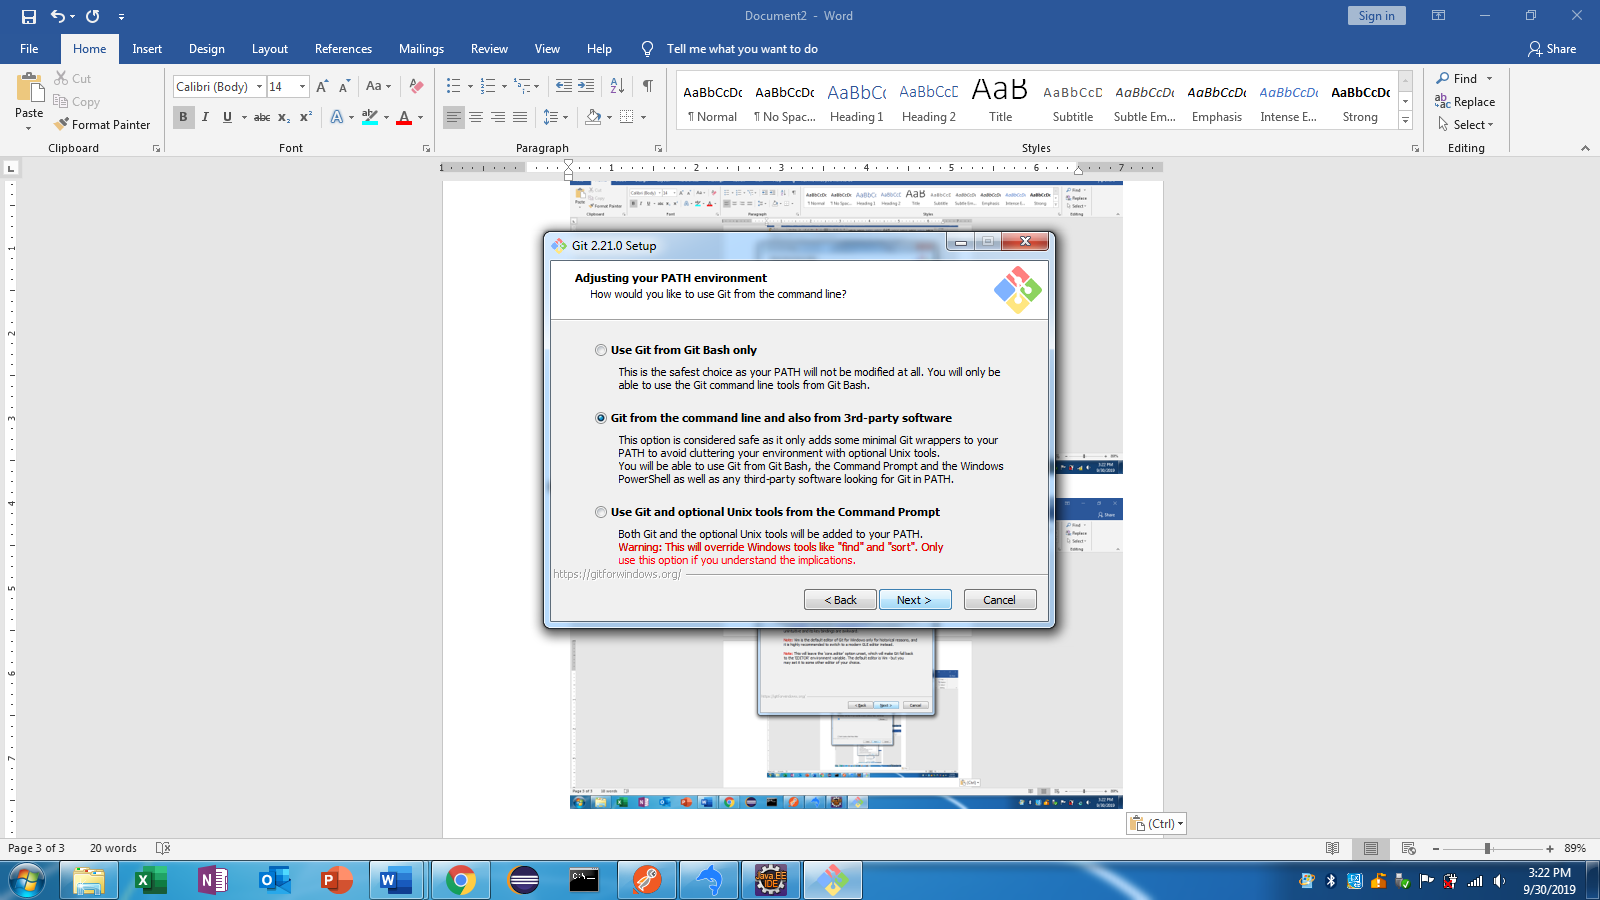 Document2 - Word
Sign in
File Home Insert Design Layout References Mailings Review View Help Tell me what you want to do Share
Paste
Cut
Copy
Format Painter
Clipboard
Calibri (Body) 14
Font
Paragraph
AaBbCcDc AaBbCcDc AaBbCc AaBbCcD AaB AaBbCcD AaBbCcDc AaBbCcDc AaBbCcDc AaBbCcDc
¶ Normal ¶ No Spac... Heading 1 Heading 2 Title Subtitle Subtle Em... Emphasis Intense E... Strong
Styles
Find
Replace
Select
Editing
Git 2.21.0 Setup
Adjusting your PATH environment
How would you like to use Git from the command line?
Use Git from Git Bash only
This is the safest choice as your PATH will not be modified at all. You will only be
able to use the Git command line tools from Git Bash.
Git from the command line and also from 3rd-party software
This option is considered safe as it only adds some minimal Git wrappers to your
PATH to avoid cluttering your environment with optional Unix tools.
You will be able to use Git from Git Bash, the Command Prompt and the Windows
PowerShell as well as any third-party software looking for Git in PATH.
Use Git and optional Unix tools from the Command Prompt
Both Git and the optional Unix tools will be added to your PATH.
Warning: This will override Windows tools like "find" and "sort". Only
use this option if you understand the implications.
https://gitforwindows.org/
< Back Next > Cancel
(Ctrl)
Page 3 of 3 20 words
89%
Java EE
IDE
3:22 PM
9/30/2019